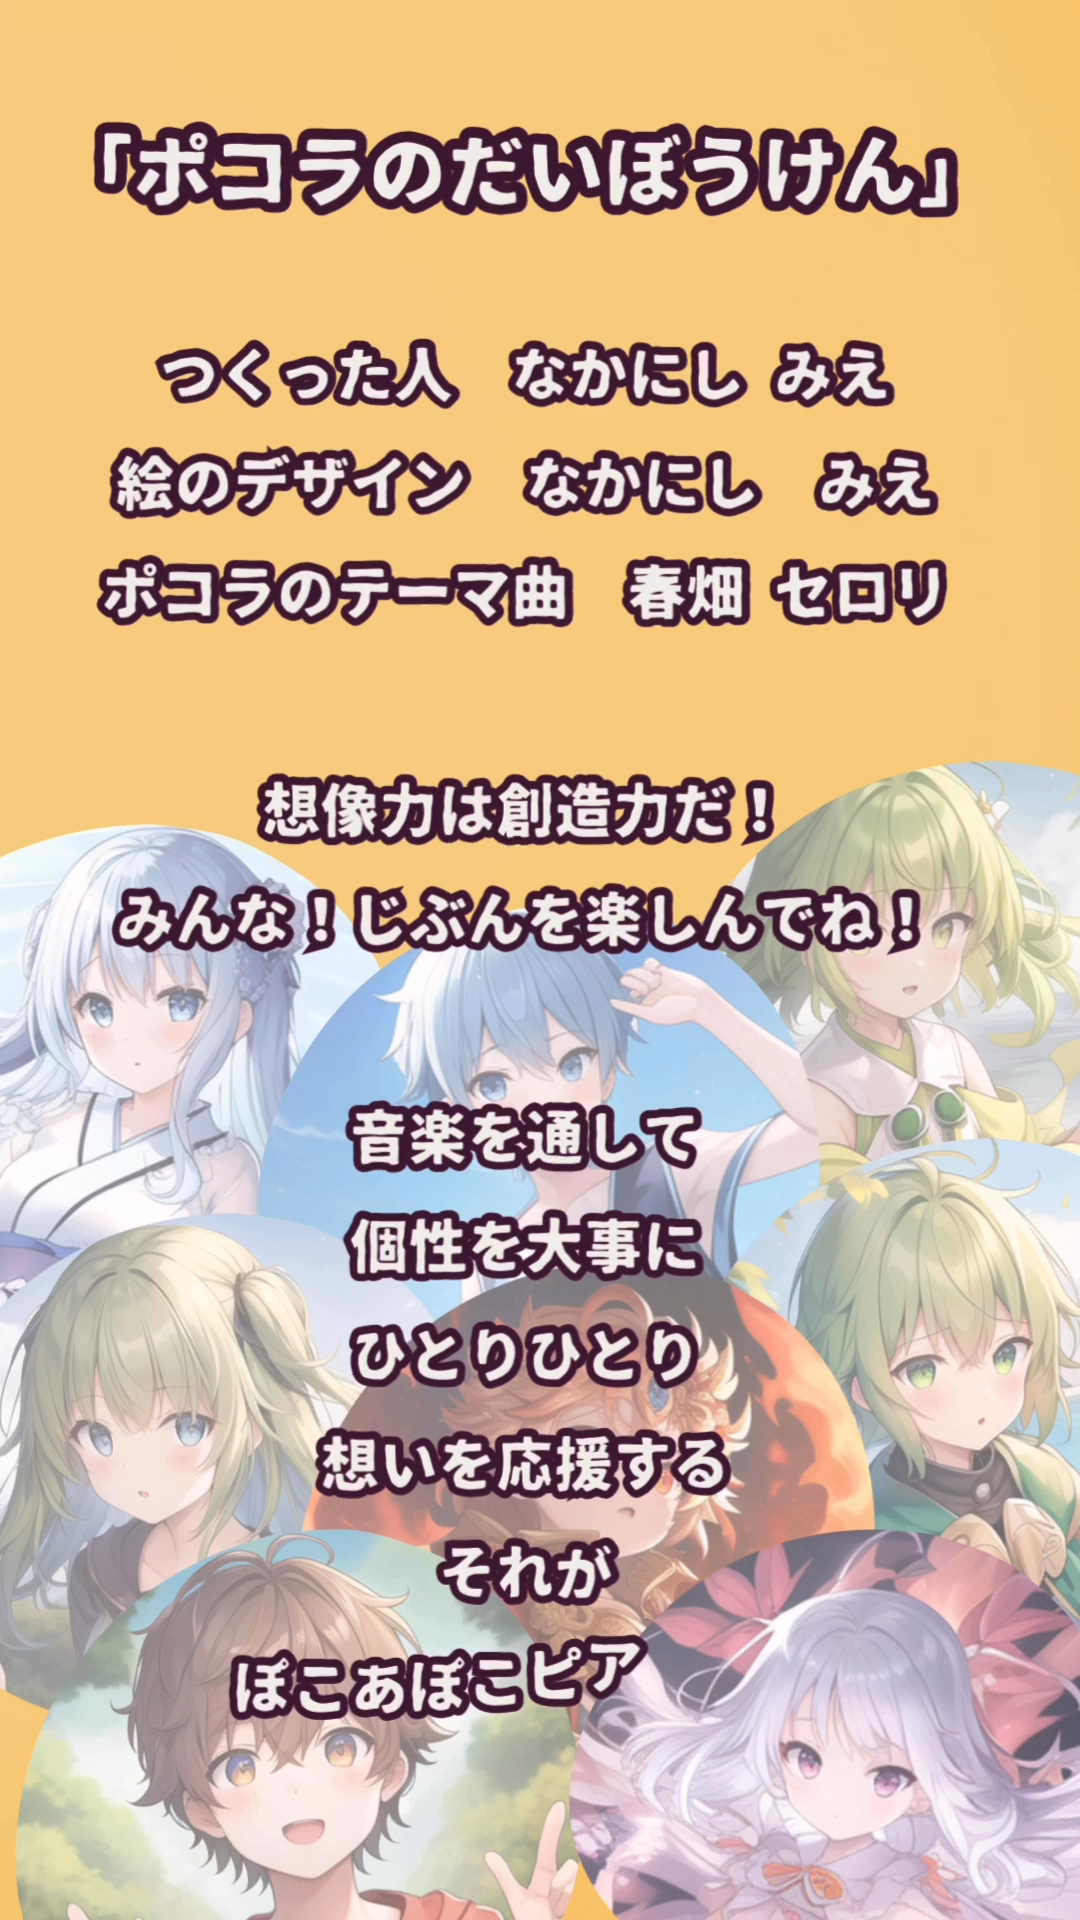 「ポコラのだいぼうけん」
つくった人　なかにし みえ
絵のデザイン　なかにし　みえ
ポコラのテーマ曲　春畑 セロリ
想像力は創造力だ！
みんな！じぶんを楽しんでね！
音楽を通して
個性を大事に
ひとりひとり
想いを応援する
それが
ぽこあぽこピア